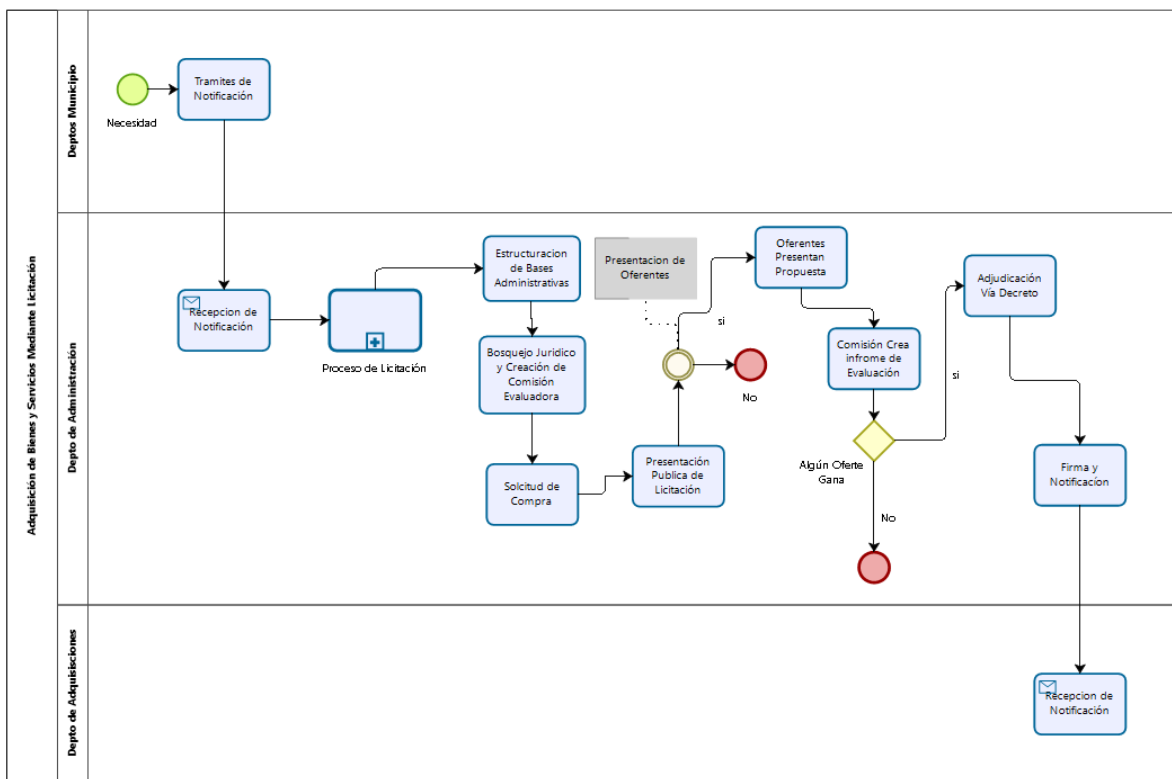 Adquisición de Bienes y Servicios Mediante Licitación
Deptos Municipio
Necesidad
Tramites de
Notificación
Depto de Administración
Recepcion de
Notificación
Proceso de Licitación
Estructuracion
de Bases
Administrativas
Bosquejo Juridico
y Creación de
Comisión
Evaluadora
Solcitud de
Compra
Presentación
Publica de
Licitación
Presentacion de
Oferentes
si
No
Oferentes
Presentan
Propuesta
Comisión Crea
infrome de
Evaluación
Algún Oferte
Gana
si
No
Adjudicación
Vía Decreto
Firma y
Notificacíon
Depto de Adquisisciones
Recepcion de
Notificación